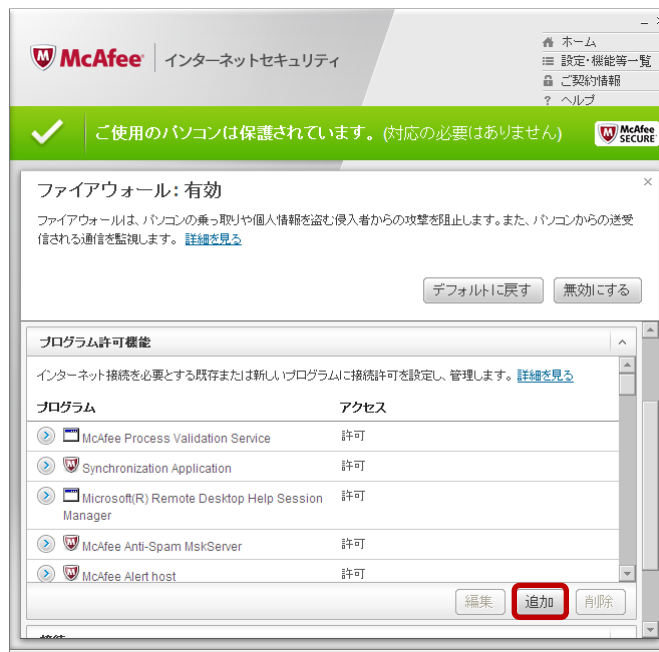 McAfee インターネットセキュリティ
ホーム
設定・機能等一覧
ご契約情報
? ヘルプ
ご使用のパソコンは保護されています。(対応の必要はありません)
McAfee
SECURE
ファイアウォール: 有効
ファイアウォールは、パソコンの乗っ取りや個人情報を盗む侵入者からの攻撃を阻止します。また、パソコンからの送受
信される通信を監視します。 詳細を見る
デフォルトに戻す 無効にする
プログラム許可機能
インターネット接続を必要とする既存または新しいプログラムに接続許可を設定し、管理します。 詳細を見る
プログラム アクセス
McAfee Process Validation Service 許可
Synchronization Application 許可
Microsoft(R) Remote Desktop Help Session 許可
Manager
McAfee Anti-Spam MskServer 許可
McAfee Alert host 許可
編集 追加 削除